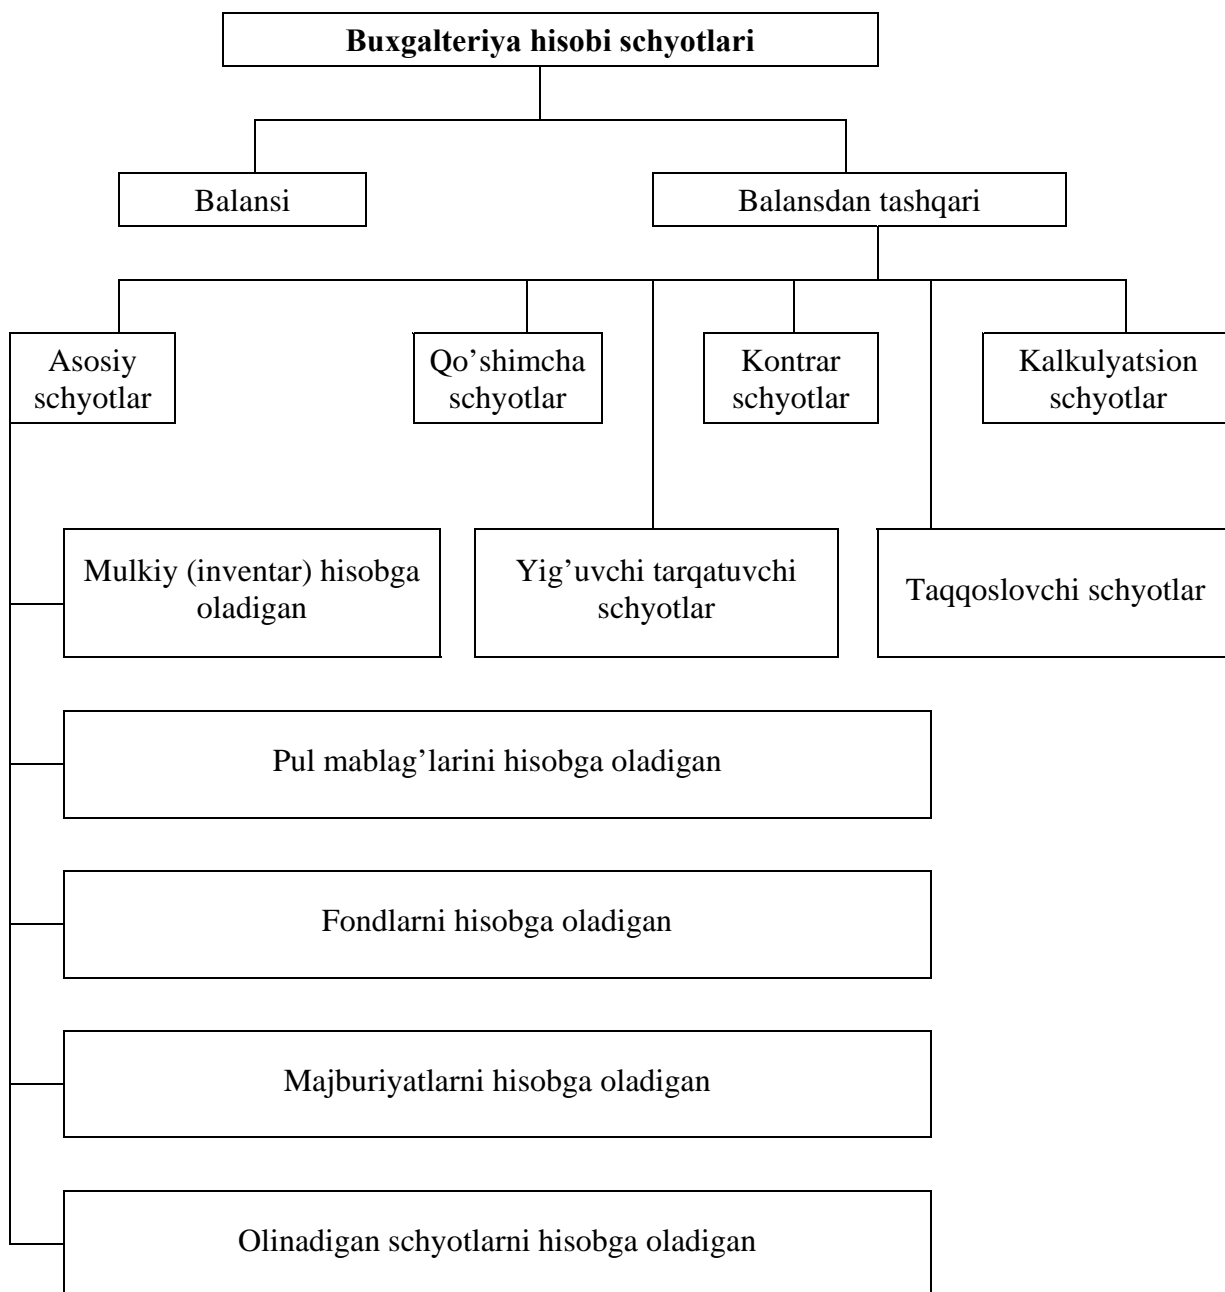 Buxgalteriya hisobi schyotlari
Balansi
Balansdan tashqari
Asosiy
schyotlar
Qo’shimcha
schyotlar
Kontrar
schyotlar
Kalkulyatsion
schyotlar
Mulkiy (inventar) hisobga
oladigan
Yig’uvchi tarqatuvchi
schyotlar
Taqqoslovchi schyotlar
Pul mablag’larini hisobga oladigan
Fondlarni hisobga oladigan
Majburiyatlarni hisobga oladigan
Olinadigan schyotlarni hisobga oladigan